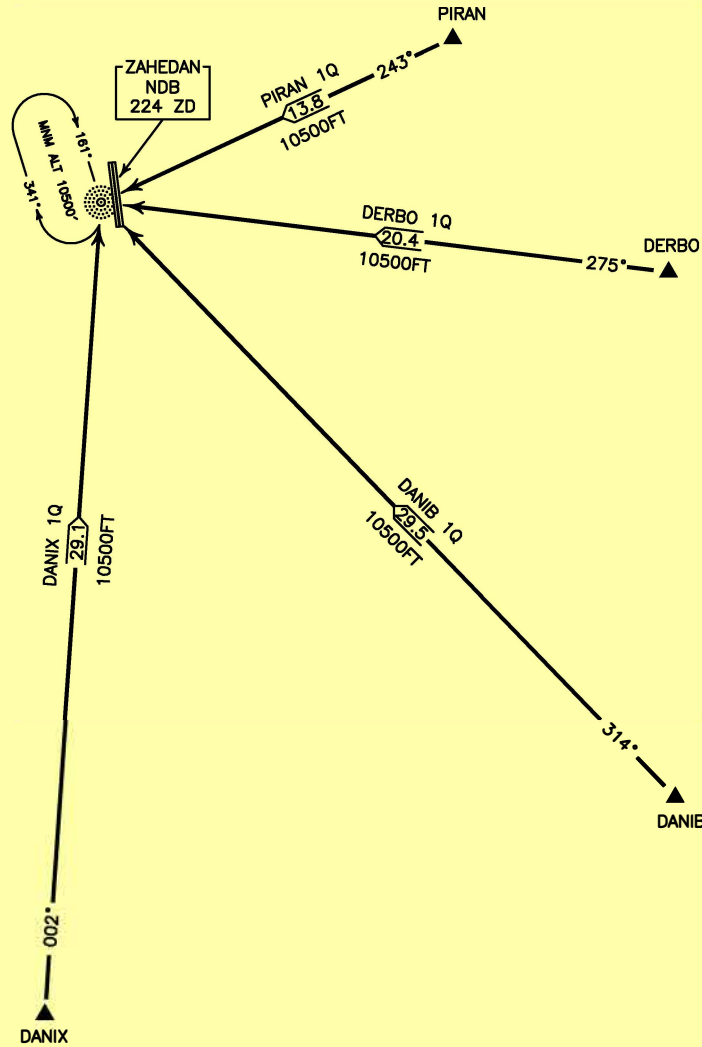 PIRAN
ZAHEDAN
NDB
224 ZD
PIRAN 1Q
13.8
10500FT
243°
MNM ALT 10500'
161°
341°
DERBO 1Q
20.4
10500FT
275°
DERBO
DANIX 1Q
29.1
10500FT
DANIB 1Q
29.5
10500FT
314°
DANIB
002°
DANIX